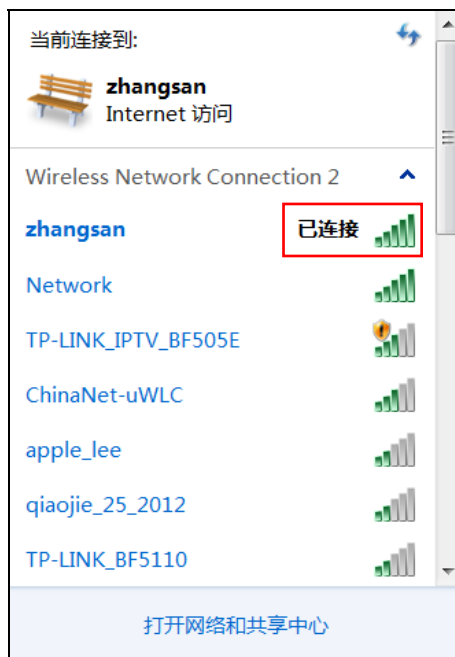 当前连接到:
zhangsan
Internet 访问
Wireless Network Connection 2
zhangsan 已连接
Network
TP-LINK_IPTV_BF505E
ChinaNet-uWLC
apple_lee
qiaojie_25_2012
TP-LINK_BF5110
打开网络和共享中心